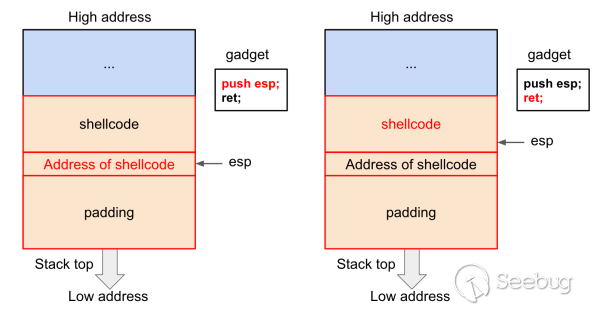 High address
...
gadget
push esp;
ret;
shellcode
Address of shellcode
esp
padding
Stack top
Low address
High address
...
gadget
push esp;
ret;
shellcode
esp
Address of shellcode
padding
Stack top
Low address
Seebug